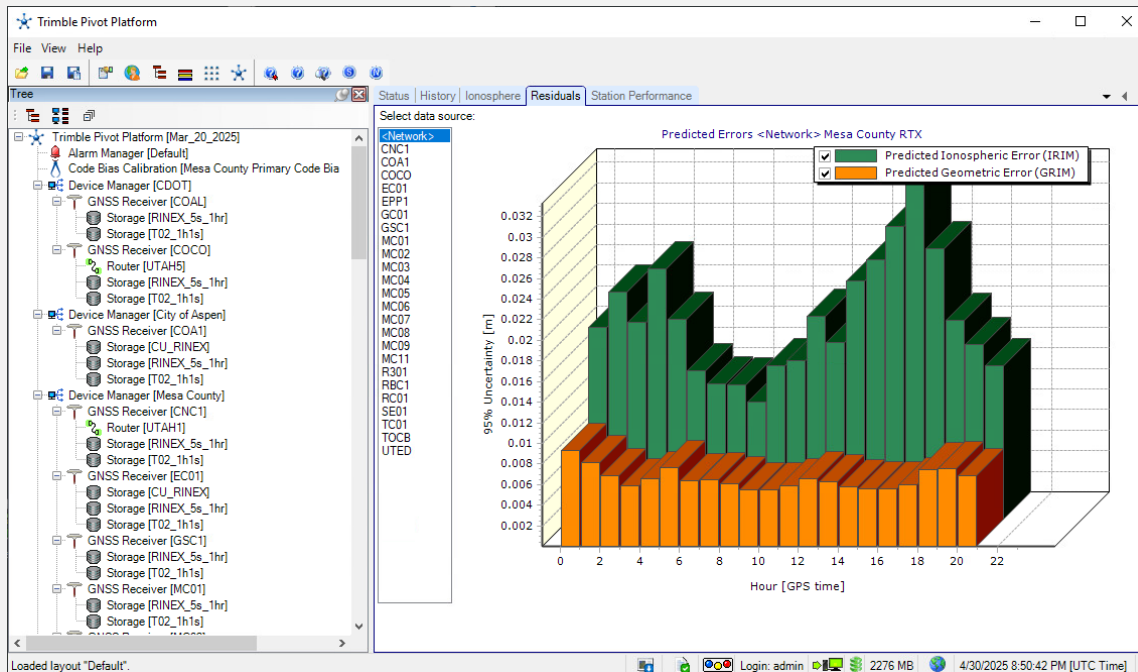 Trimble Pivot Platform
File View Help
Tree
Trimble Pivot Platform [Mar_20_2025]
Alarm Manager [Default]
Code Bias Calibration [Mesa County Primary Code Bia
Device Manager [CDOT]
GNSS Receiver [COAL]
Storage [RINEX_5s_1hr]
Storage [T02_1h1s]
GNSS Receiver [COCO]
Router [UTAH5]
Storage [RINEX_5s_1hr]
Storage [T02_1h1s]
Device Manager [City of Aspen]
GNSS Receiver [COA1]
Storage [CU_RINEX]
Storage [RINEX_5s_1hr]
Storage [T02_1h1s]
Device Manager [Mesa County]
GNSS Receiver [CNC1]
Router [UTAH1]
Storage [RINEX_5s_1hr]
Storage [T02_1h1s]
GNSS Receiver [EC01]
Storage [CU_RINEX]
Storage [RINEX_5s_1hr]
Storage [T02_1h1s]
GNSS Receiver [GSC1]
Storage [RINEX_5s_1hr]
Storage [T02_1h1s]
GNSS Receiver [MC01]
Storage [RINEX_5s_1hr]
Storage [T02_1h1s]
Status History Ionosphere Residuals Station Performance
Select data source:
<Network>
CNC1
COA1
COCO
EC01
EPP1
GC01
GSC1
MC01
MC02
MC03
MC04
MC05
MC06
MC07
MC08
MC09
MC11
R301
RBC1
RC01
SE01
TC01
TOCB
UTED
Predicted Errors <Network> Mesa County RTX
Predicted Ionospheric Error (IRIM)
Predicted Geometric Error (GRIM)
95% Uncertainty [m]
0.032
0.03
0.028
0.026
0.024
0.022
0.02
0.018
0.016
0.014
0.012
0.01
0.008
0.006
0.004
0.002
0 2 4 6 8 10 12 14 16 18 20 22
Hour [GPS time]
Loaded layout "Default".
Login: admin 2276 MB 4/30/2025 8:50:42 PM [UTC Time]